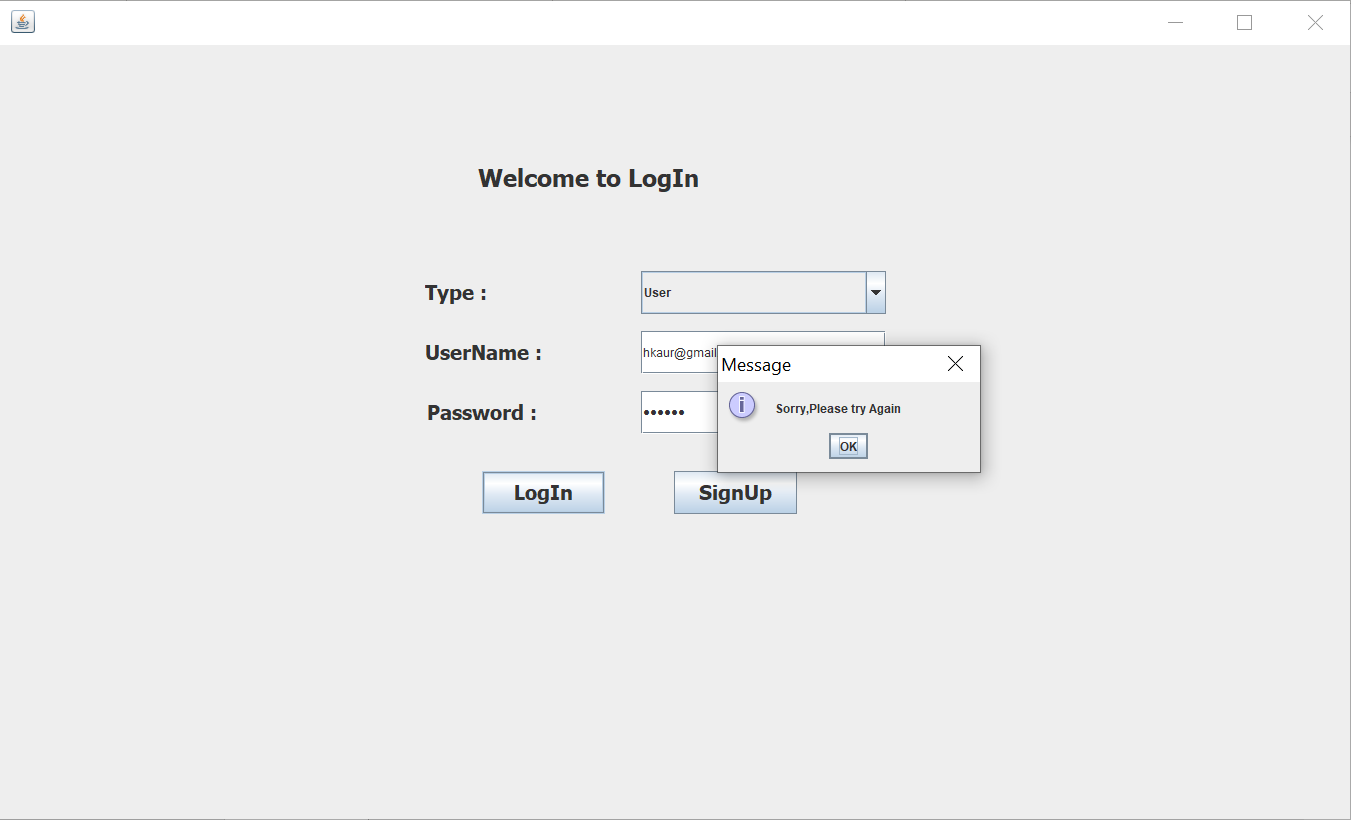 Welcome to LogIn
Type :
User
UserName :
hkaur@gmail
Message
Sorry,Please try Again
OK
Password :
••••••
LogIn
SignUp